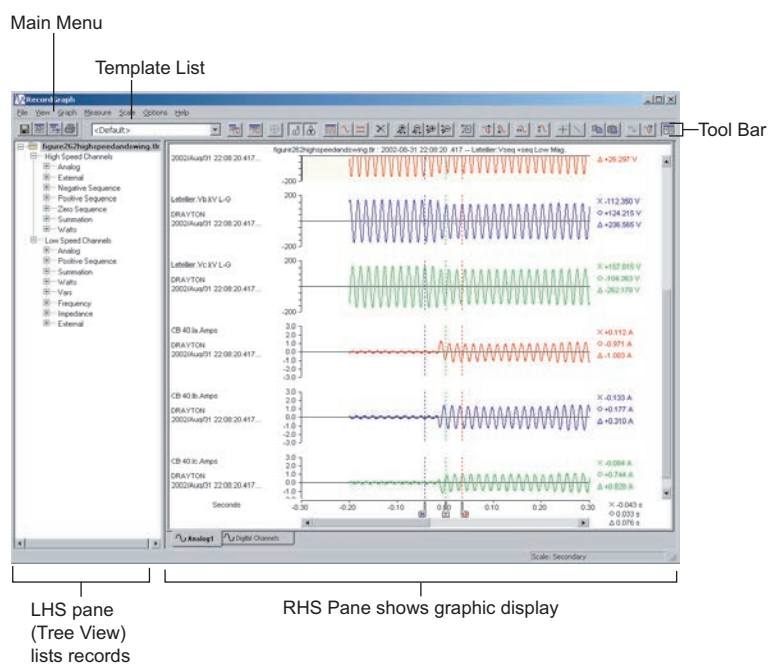 Main Menu
Template List
Tool Bar
RecordGraph
File View Graph Measure Scale Options Help
<Default>
figure262highspeedandswing.tlr
High Speed Channels
Analog
External
Negative Sequence
Positive Sequence
Zero Sequence
Summation
Watts
Low Speed Channels
Analog
Positive Sequence
Summation
Watts
Vars
Frequency
Impedance
External
figure262highspeedandswing.tlr : 2002-08-31 22:08:20 .417 -- Letellier:Vseq +seq Low Mag.
2002/Aug/31 22:08:20.417...
-200
Δ +26.297 V
Letellier.Vb.kV L-G
DRAYTON
2002/Aug/31 22:08:20.417...
200
0
-200
X -112.350 V
◇ +124.215 V
Δ +236.565 V
Letellier.Vc.kV L-G
DRAYTON
2002/Aug/31 22:08:20.417...
200
0
-200
X +157.815 V
◇ -104.363 V
Δ -262.178 V
CB 40.Ia.Amps
DRAYTON
2002/Aug/31 22:08:20.417...
3.0
2.0
1.0
0.0
-1.0
-2.0
-3.0
X +0.112 A
◇ -0.971 A
Δ -1.083 A
CB 40.Ib.Amps
DRAYTON
2002/Aug/31 22:08:20.417...
3.0
2.0
1.0
0.0
-1.0
-2.0
-3.0
X -0.133 A
◇ +0.177 A
Δ +0.310 A
CB 40.Ic.Amps
DRAYTON
2002/Aug/31 22:08:20.417...
3.0
2.0
1.0
0.0
-1.0
X -0.084 A
◇ +0.744 A
Δ +0.828 A
Seconds
-0.30 -0.20 -0.10 0.00 0.10 0.20 0.30
X -0.043 s
◇ 0.033 s
Δ 0.076 s
Analog1 Digital Channels
Scale: Secondary
LHS pane
(Tree View)
lists records
RHS Pane shows graphic display